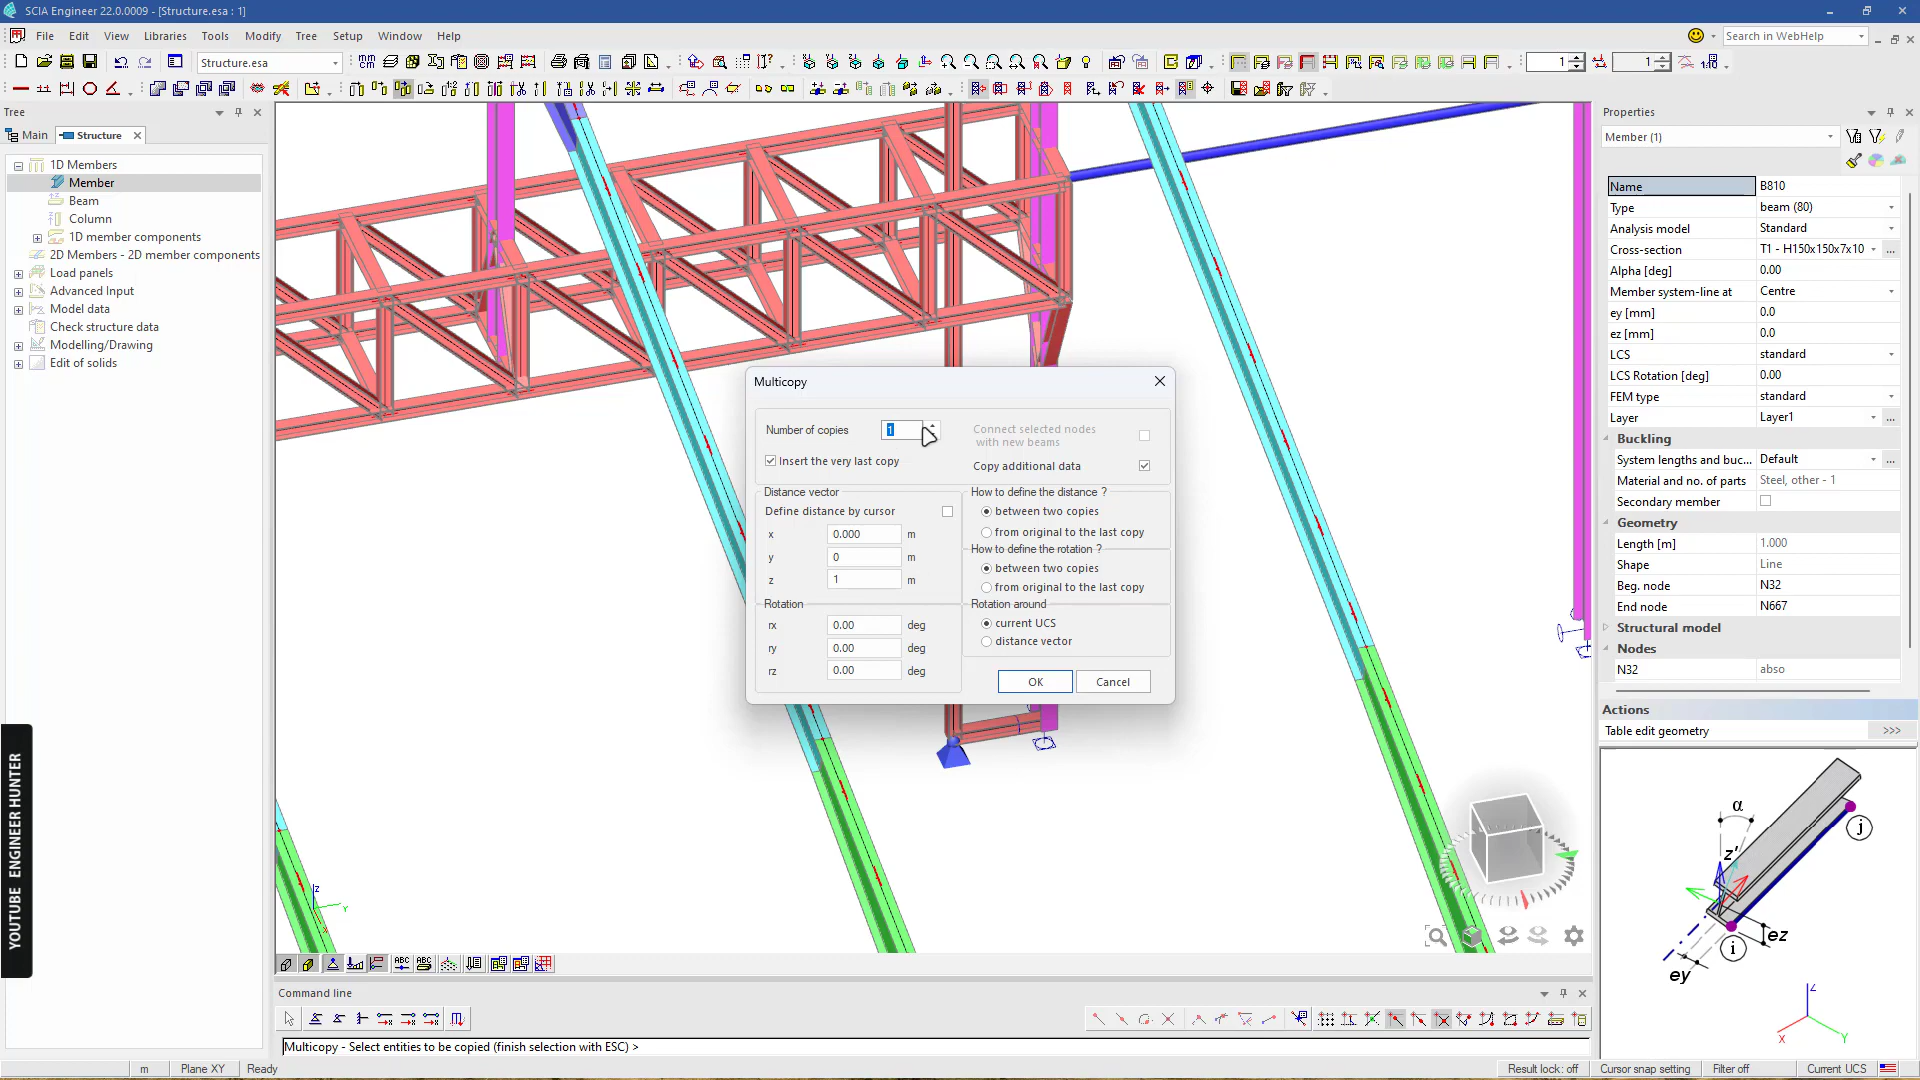 SCIA Engineer 22.0.0009 - [Structure.esa : 1]
File Edit View Libraries Tools Modify Tree Setup Window Help
Search in WebHelp
Structure.esa
1
1
Tree
Main
Structure
1D Members
Member
Beam
Column
1D member components
2D Members - 2D member components
Load panels
Advanced Input
Model data
Check structure data
Modelling/Drawing
Edit of solids
YOUTUBE ENGINEER HUNTER
Multicopy
Number of copies 1
Connect selected nodes
with new beams
Insert the very last copy
Copy additional data
Distance vector
Define distance by cursor
x 0.000 m
y 0 m
z 1 m
How to define the distance ?
between two copies
from original to the last copy
How to define the rotation ?
between two copies
from original to the last copy
Rotation
rx 0.00 deg
ry 0.00 deg
rz 0.00 deg
Rotation around
current UCS
distance vector
OK Cancel
z
Y
x
Command line
Multicopy - Select entities to be copied (finish selection with ESC) >
m Plane XY Ready
Result lock: off Cursor snap setting Filter off Current UCS
Properties
Member (1)
Name B810
Type beam (80)
Analysis model Standard
Cross-section T1 - H150x150x7x10 ...
Alpha [deg] 0.00
Member system-line at Centre
ey [mm] 0.0
ez [mm] 0.0
LCS standard
LCS Rotation [deg] 0.00
FEM type standard
Layer Layer1 ...
Buckling
System lengths and buc... Default ...
Material and no. of parts Steel, other - 1
Secondary member
Geometry
Length [m] 1.000
Shape Line
Beg. node N32
End node N667
Structural model
Nodes
N32 abso
Actions
Table edit geometry >>>
α
z'
j
i
ez
ey
Z
X
Y